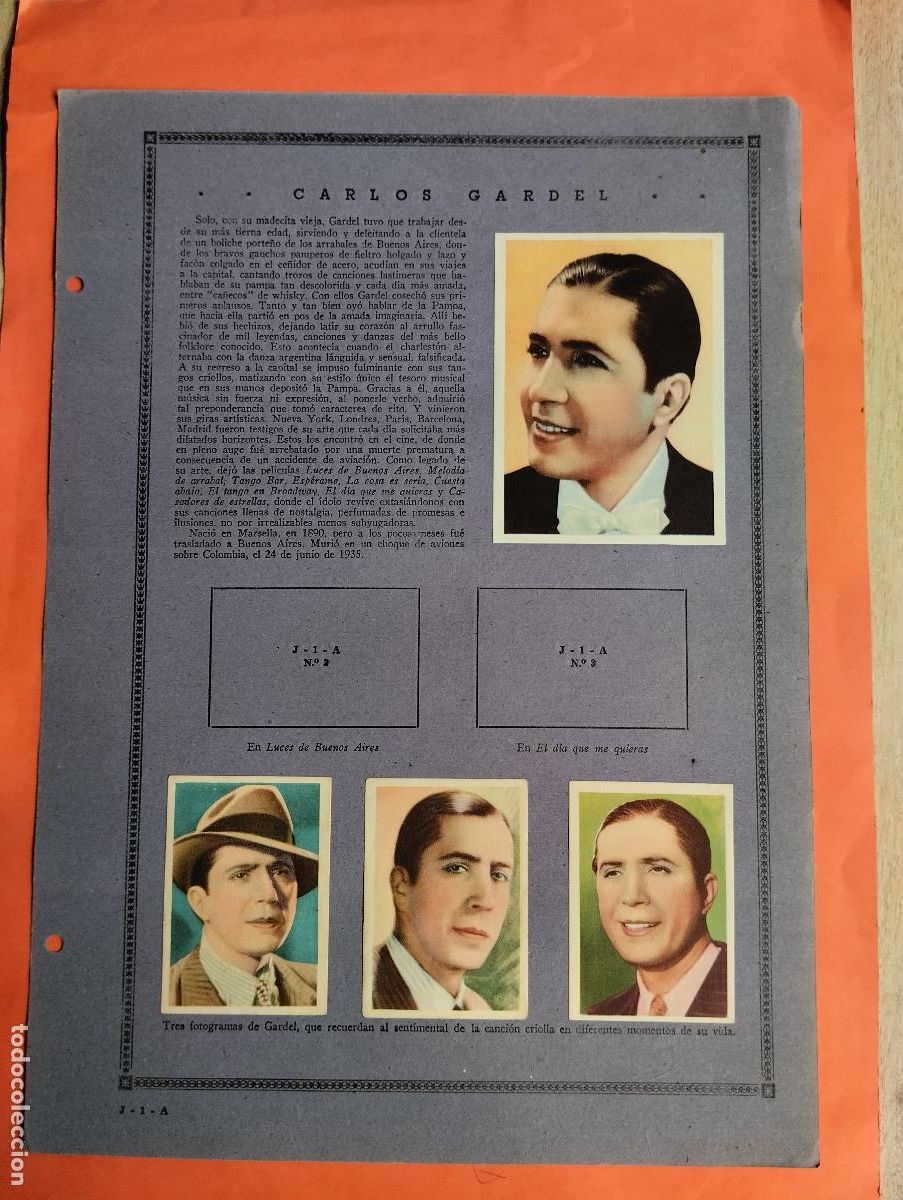 · · CARLOS GARDEL · ·
Solo, con su madecita vieja, Gardel tuvo que trabajar des-
de su más tierna edad, sirviendo y deleitando a la clientela
de un boliche porteño de los arrabales de Buenos Aires, don-
de los bravos gauchos pamperos de fieltro holgado y lazo y
facón colgado en el ceñidor de acero, acudían en sus viajes
a la capital, cantando trozos de canciones lastimeras que ha-
blaban de su pampa tan descolorida y cada día más amada,
entre "cañecos" de whisky. Con ellos Gardel cosechó sus pri-
meros aplausos. Tanto y tan bien oyó hablar de la Pampa,
que hacia ella partió en pos de la amada imaginaria. Allí be-
bió de sus hechizos, dejando latir su corazón al arrullo fas-
cinador de mil leyendas, canciones y danzas del más bello
folklore conocido. Esto acontecía cuando el charlestón al-
ternaba con la danza argentina lánguida y sensual, falsificada.
A su regreso a la capital se impuso fulminante con sus tan-
gos criollos, matizando con su estilo único el tesoro musical
que en sus manos depositó la Pampa. Gracias a él, aquella
música sin fuerza ni expresión, al ponerle verbo, adquirió
tal preponderancia que tomó caracteres de rito. Y vinieron
sus giras artísticas. Nueva York, Londres, París, Barcelona,
Madrid fueron testigos de su arte que cada día solicitaba más
dilatados horizontes. Estos los encontró en el cine, de donde
en pleno auge fué arrebatado por una muerte prematura a
consecuencia de un accidente de aviación. Como legado de
su arte, dejó las películas Luces de Buenos Aires, Melodía
de arrabal, Tango Bar, Espérame, La cosa es seria, Cuesta
abajo, El tango en Broadway, El día que me quieras y Ca-
zadores de estrellas, donde el ídolo revive extasiándonos con
sus canciones llenas de nostalgia, perfumadas de promesas e
ilusiones, no por irrealizables menos subyugadoras.
Nació en Marsella, en 1890, pero a los pocos meses fué
trasladado a Buenos Aires. Murió en un choque de aviones
sobre Colombia, el 24 de junio de 1935.
J - 1 - A
N.º 2
J - 1 - A
N.º 3
En Luces de Buenos Aires
En El día que me quieras
Tres fotogramas de Gardel, que recuerdan al sentimental de la canción criolla en diferentes momentos de su vida.
J - 1 - A
todocoleccion